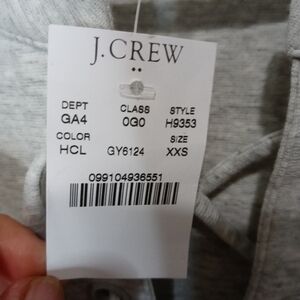 J.CREW
DEPT CLASS STYLE
GA4 0G0 H9353
COLOR SIZE
HCL GY6124 XXS
099104936551